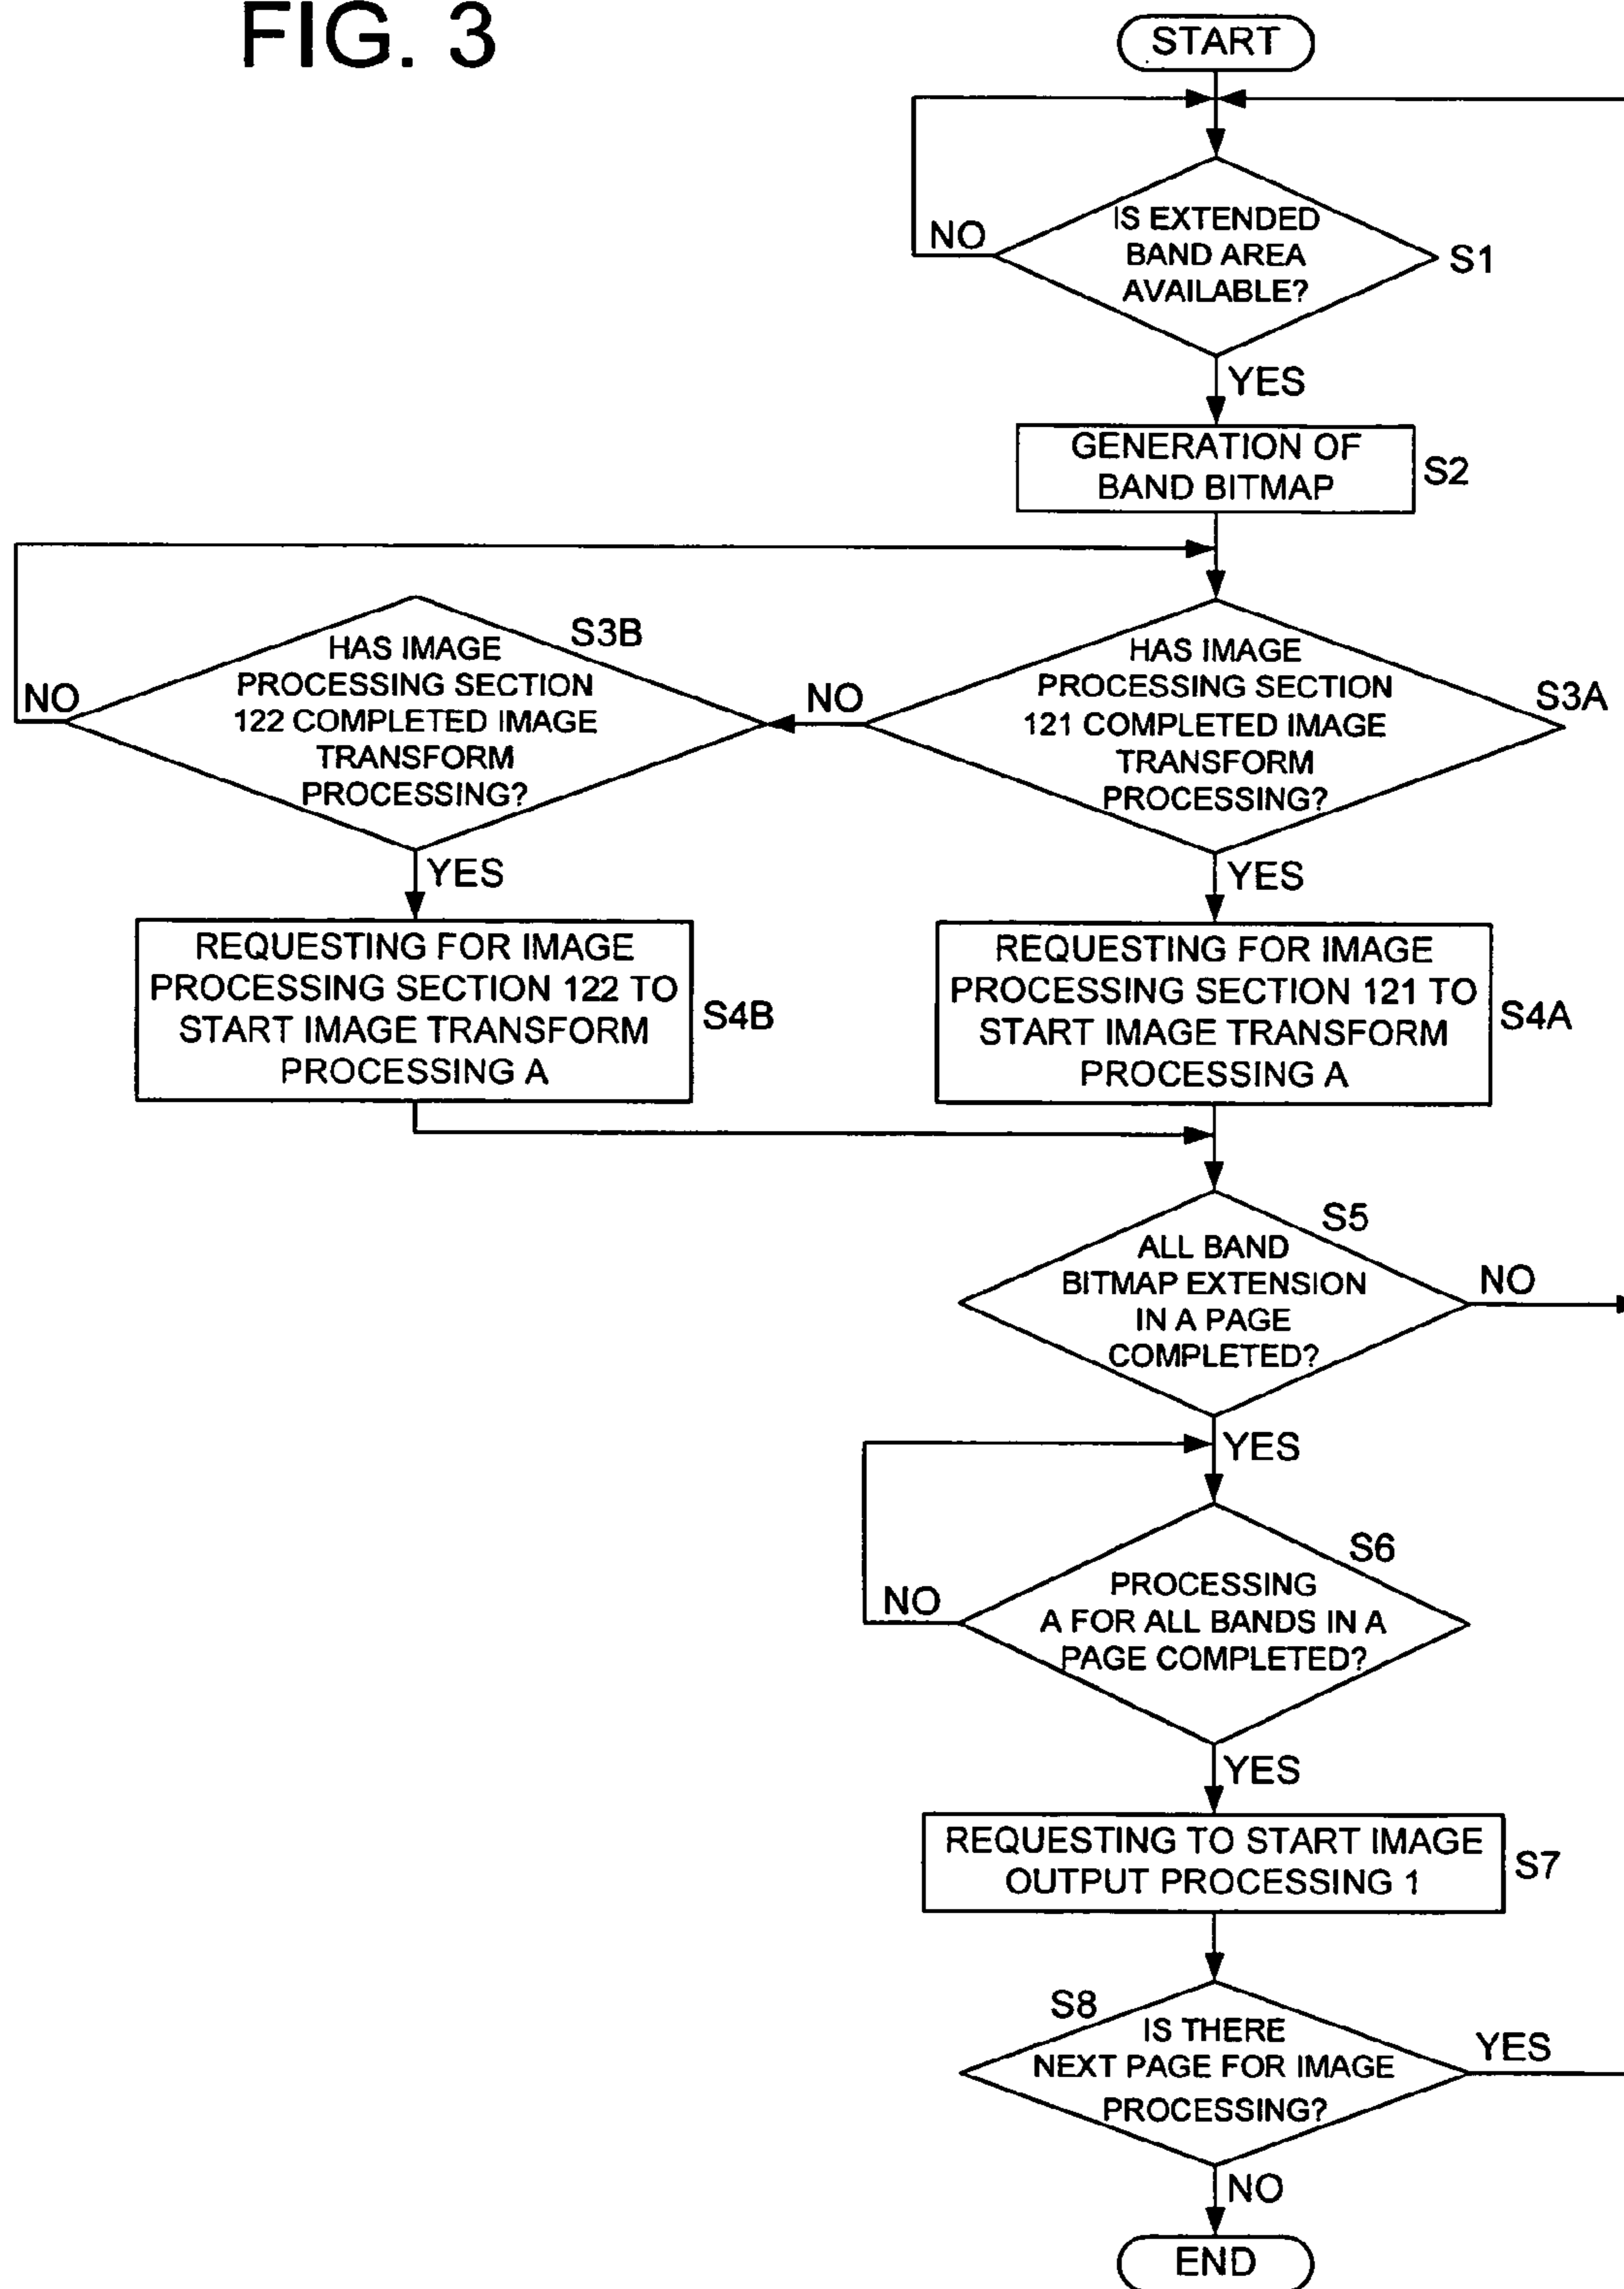 FIG. 3
START
IS EXTENDED
BAND AREA
AVAILABLE?
NO
S1
YES
GENERATION OF
BAND BITMAP
S2
HAS IMAGE
PROCESSING SECTION
121 COMPLETED IMAGE
TRANSFORM
PROCESSING?
S3A
NO
HAS IMAGE
PROCESSING SECTION
122 COMPLETED IMAGE
TRANSFORM
PROCESSING?
S3B
NO
YES
YES
REQUESTING FOR IMAGE
PROCESSING SECTION 122 TO
START IMAGE TRANSFORM
PROCESSING A
S4B
REQUESTING FOR IMAGE
PROCESSING SECTION 121 TO
START IMAGE TRANSFORM
PROCESSING A
S4A
S5
ALL BAND
BITMAP EXTENSION
IN A PAGE
COMPLETED?
NO
YES
S6
PROCESSING
A FOR ALL BANDS IN A
PAGE COMPLETED?
NO
YES
REQUESTING TO START IMAGE
OUTPUT PROCESSING 1
S7
S8
IS THERE
NEXT PAGE FOR IMAGE
PROCESSING?
YES
NO
END